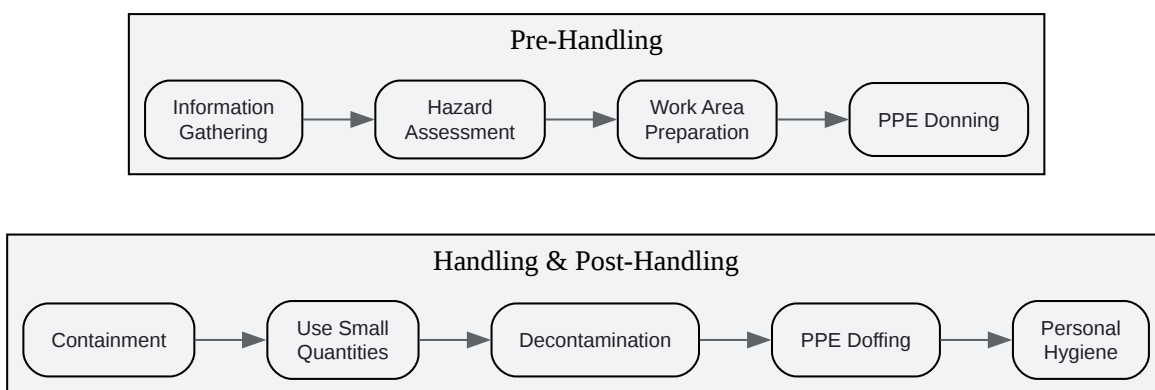 Pre-Handling
Information
Gathering
Hazard
Assessment
Work Area
Preparation
PPE Donning
Handling & Post-Handling
Containment
Use Small
Quantities
Decontamination
PPE Doffing
Personal
Hygiene